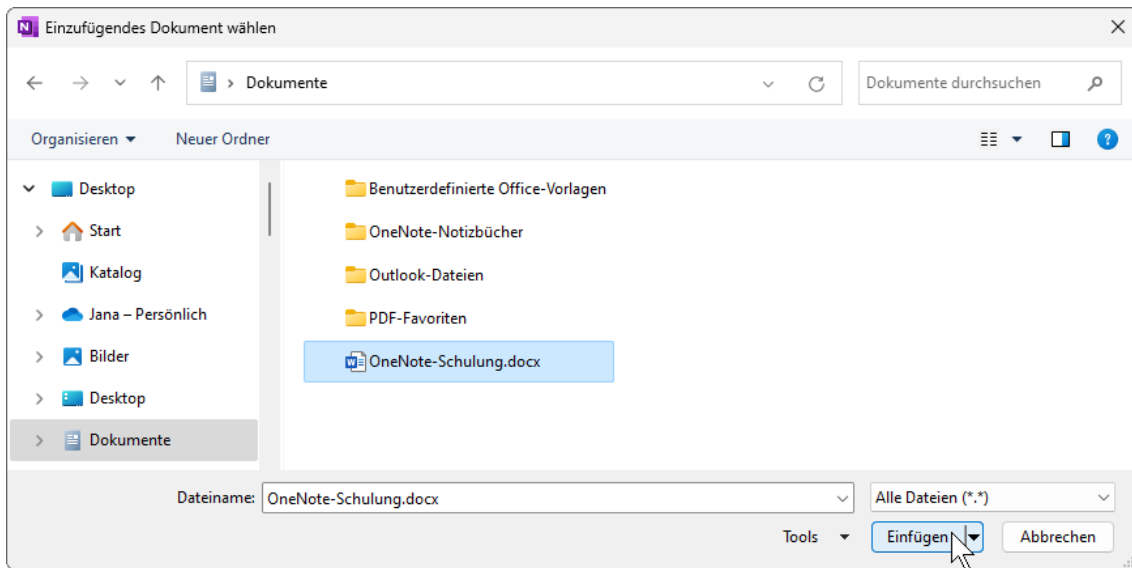 Einzufügendes Dokument wählen
Dokumente
Dokumente durchsuchen
Organisieren
Neuer Ordner
Desktop
Start
Katalog
Jana – Persönlich
Bilder
Desktop
Dokumente
Benutzerdefinierte Office-Vorlagen
OneNote-Notizbücher
Outlook-Dateien
PDF-Favoriten
OneNote-Schulung.docx
Dateiname: OneNote-Schulung.docx
Alle Dateien (*.*)
Tools
Einfügen
Abbrechen